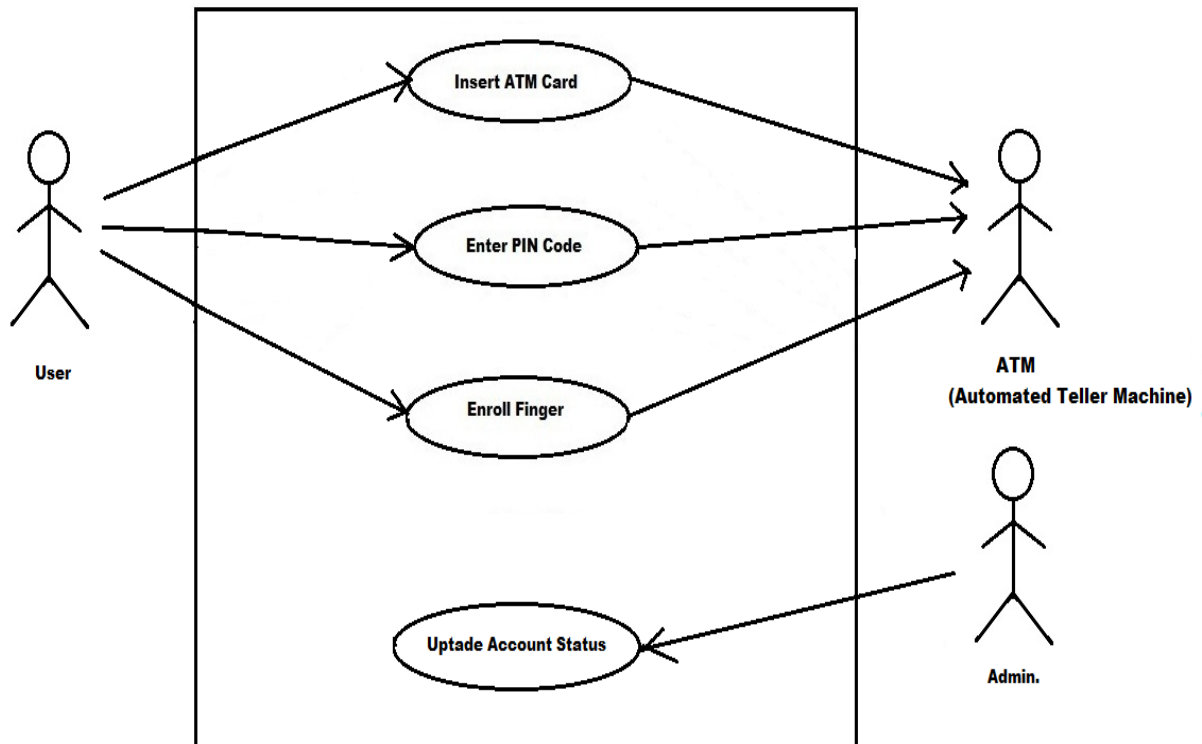 Insert ATM Card
Enter PIN Code
User
ATM
(Automated Teller Machine)
Enroll Finger
Uptade Account Status
Admin.